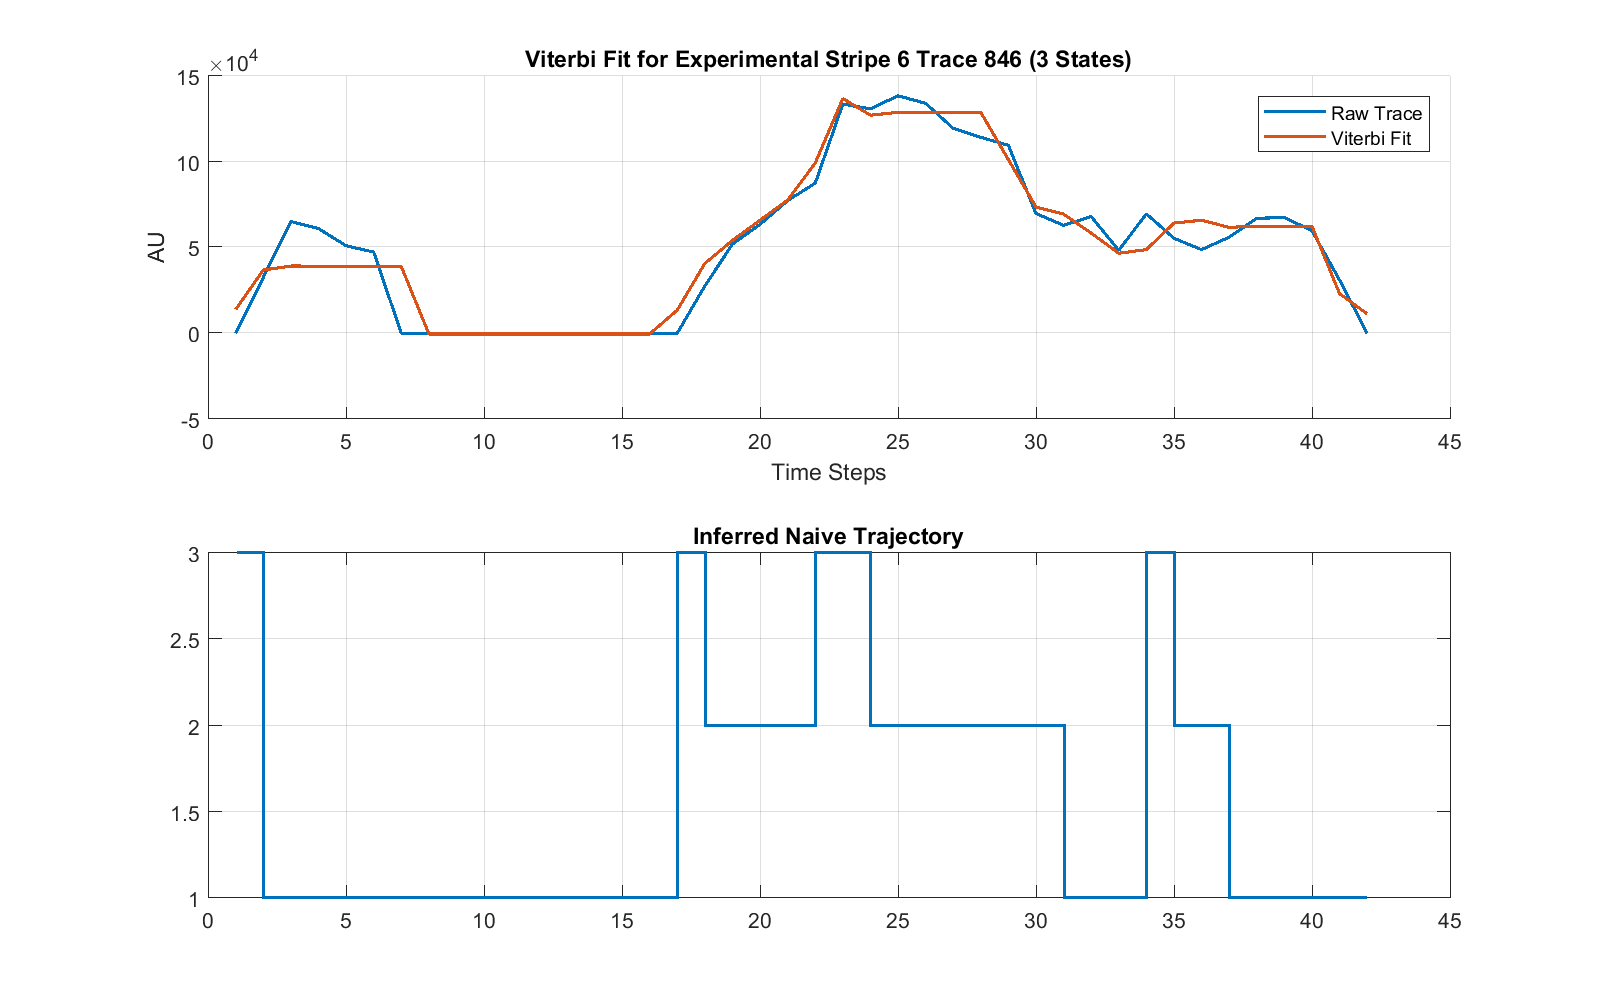 Viterbi Fit for Experimental Stripe 6 Trace 846 (3 States)
×10⁴
15
10
5
0
-5
AU
0 5 10 15 20 25 30 35 40 45
Time Steps
Raw Trace
Viterbi Fit
Inferred Naive Trajectory
3
2.5
2
1.5
1
0 5 10 15 20 25 30 35 40 45